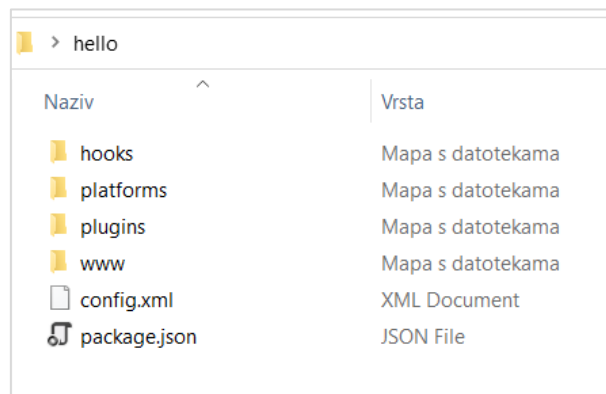 > hello
Naziv Vrsta
hooks Mapa s datotekama
platforms Mapa s datotekama
plugins Mapa s datotekama
www Mapa s datotekama
config.xml XML Document
package.json JSON File